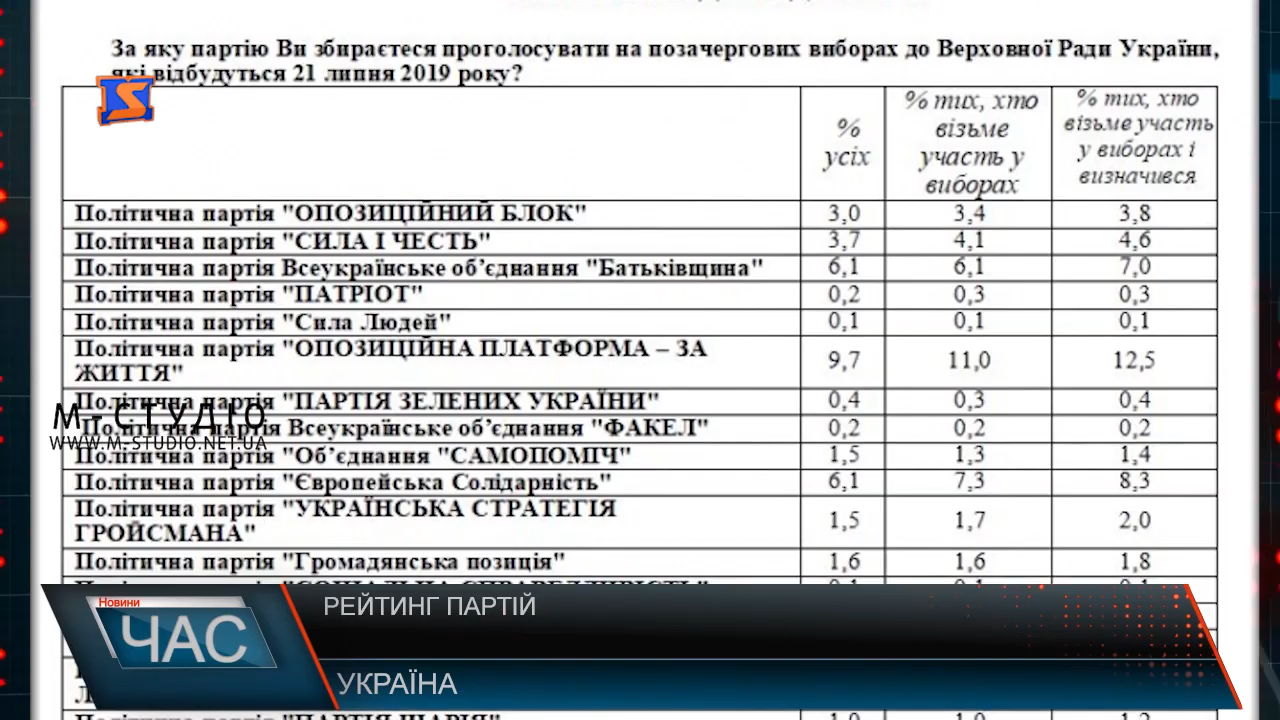 За яку партію Ви збираєтеся проголосувати на позачергових виборах до Верховної Ради України,
які відбудуться 21 липня 2019 року?
% усіх
% тих, хто візьме участь у виборах
% тих, хто візьме участь у виборах і визначився
Політична партія "ОПОЗИЦІЙНИЙ БЛОК" 3,0 3,4 3,8
Політична партія "СИЛА І ЧЕСТЬ" 3,7 4,1 4,6
Політична партія Всеукраїнське об’єднання "Батьківщина" 6,1 6,1 7,0
Політична партія "ПАТРІОТ" 0,2 0,3 0,3
Політична партія "Сила Людей" 0,1 0,1 0,1
Політична партія "ОПОЗИЦІЙНА ПЛАТФОРМА – ЗА
ЖИТТЯ" 9,7 11,0 12,5
Політична партія "ПАРТІЯ ЗЕЛЕНИХ УКРАЇНИ" 0,4 0,3 0,4
М-СТУДІО
WWW.M-STUDIO.NET.UA
Політична партія Всеукраїнське об’єднання "ФАКЕЛ" 0,2 0,2 0,2
Політична партія "Об’єднання "САМОПОМІЧ" 1,5 1,3 1,4
Політична партія "Європейська Солідарність" 6,1 7,3 8,3
Політична партія "УКРАЇНСЬКА СТРАТЕГІЯ
ГРОЙСМАНА" 1,5 1,7 2,0
Політична партія "Громадянська позиція" 1,6 1,6 1,8
Новини
ЧАС
РЕЙТИНГ ПАРТІЙ
УКРАЇНА